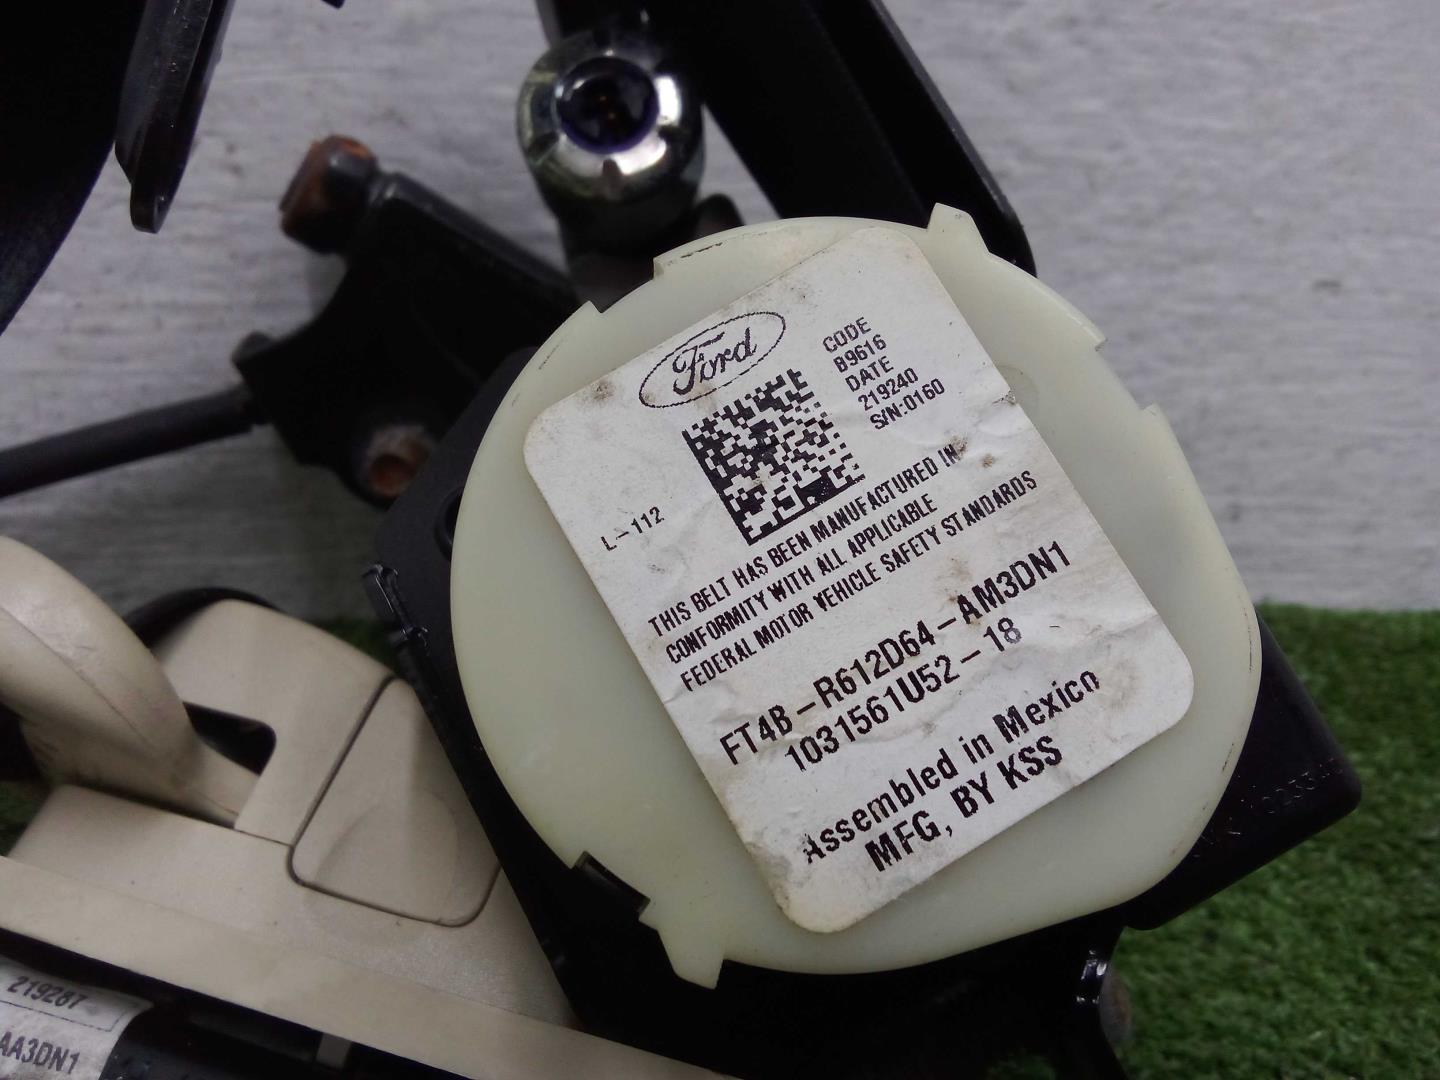 Ford
CODE
B9616
DATE
219240
S/N:0160
L-112
THIS BELT HAS BEEN MANUFACTURED IN
CONFORMITY WITH ALL APPLICABLE
FEDERAL MOTOR VEHICLE SAFETY STANDARDS
FT4B-R612D64-AM3DN1
1031561U52-18
Assembled in Mexico
MFG, BY KSS
219287
AA3DN1